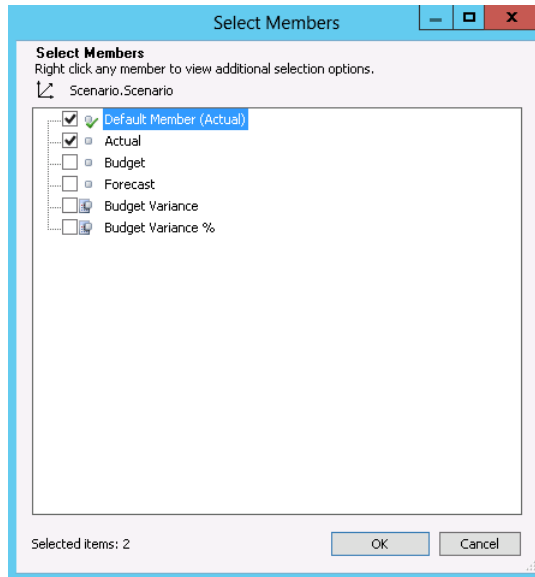 Select Members
Select Members
Right click any member to view additional selection options.
Scenario.Scenario
Default Member (Actual)
Actual
Budget
Forecast
Budget Variance
Budget Variance %
Selected items: 2
OK
Cancel